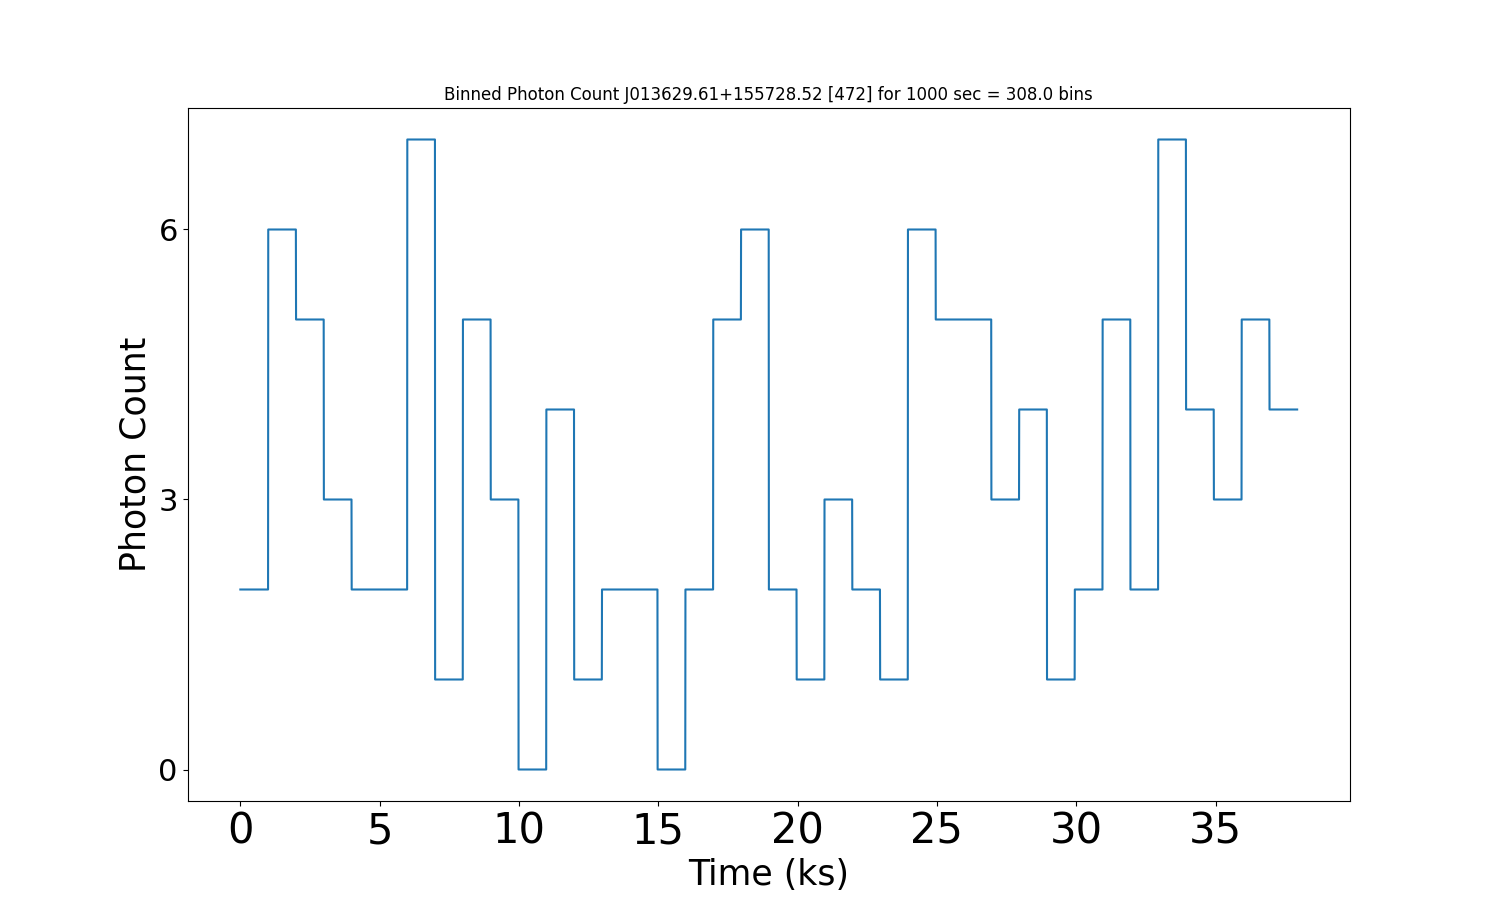 Binned Photon Count J013629.61+155728.52 [472] for 1000 sec = 308.0 bins
6
3
0
Photon Count
0 5 10 15 20 25 30 35
Time (ks)